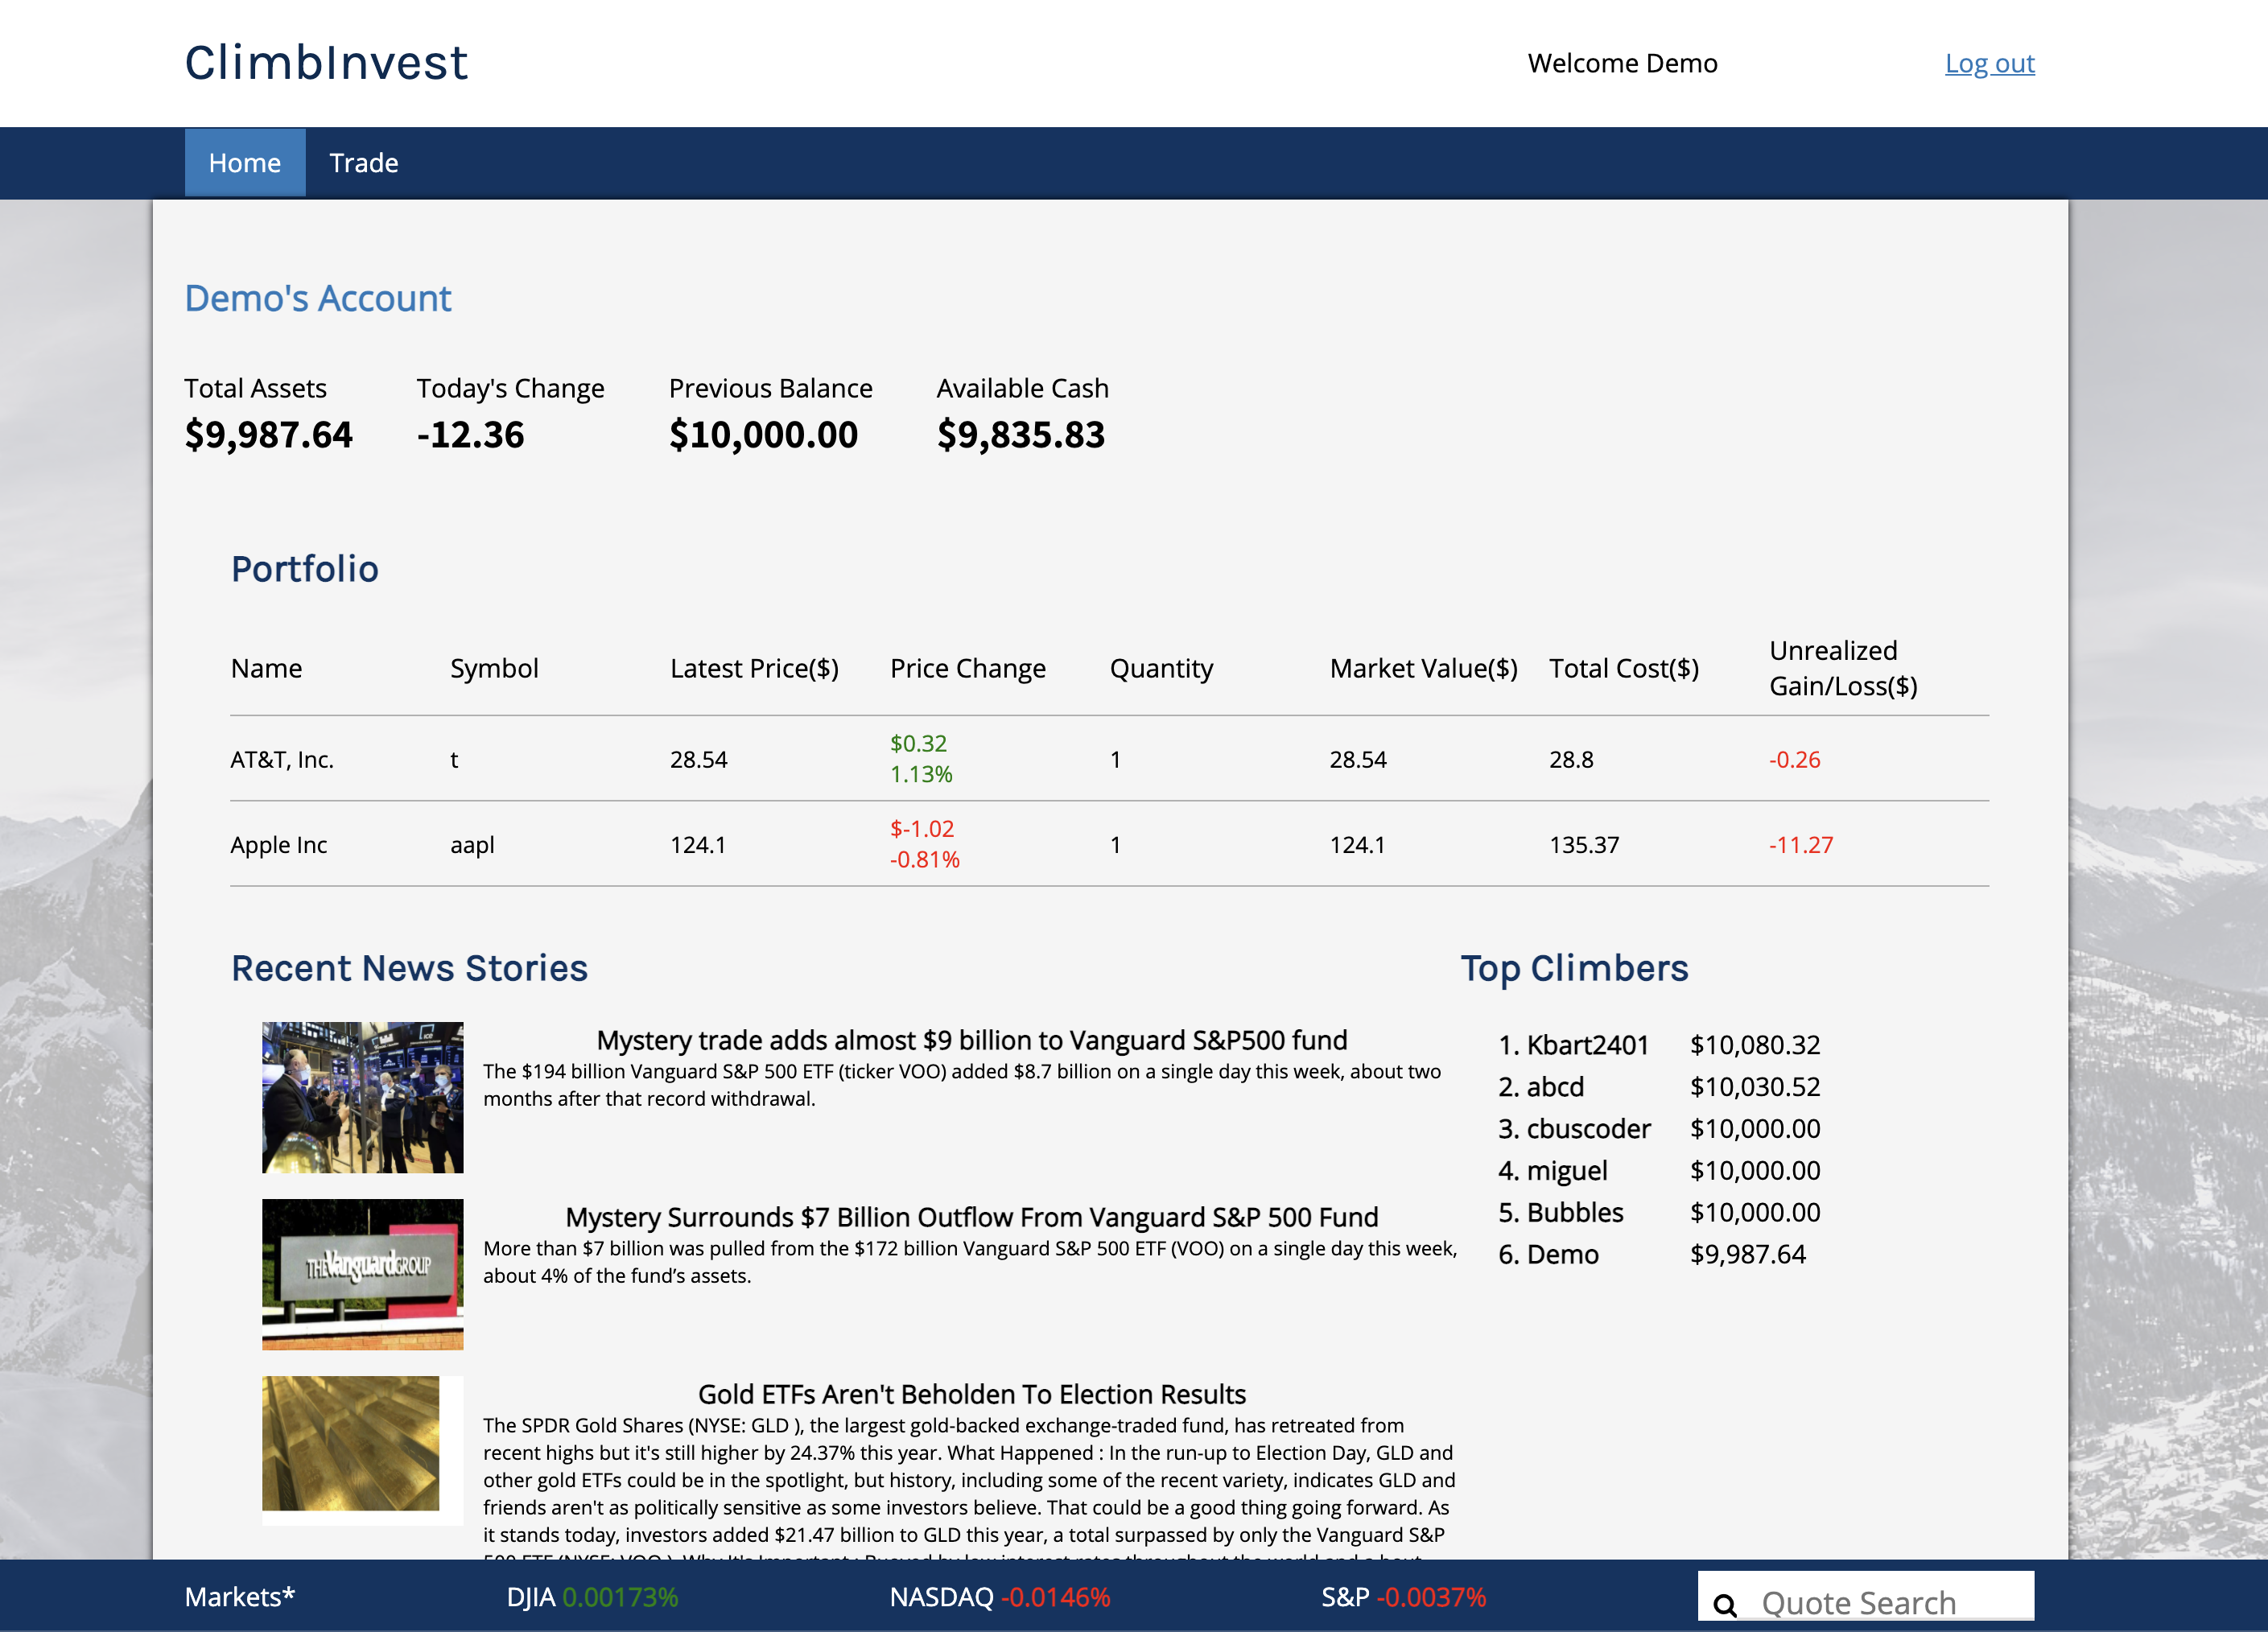 ClimbInvest
Welcome Demo
Log out
Home
Trade
Demo's Account
Total Assets
Today's Change
Previous Balance
Available Cash
$9,987.64
-12.36
$10,000.00
$9,835.83
Portfolio
Name
Symbol
Latest Price($)
Price Change
Quantity
Market Value($)
Total Cost($)
Unrealized
Gain/Loss($)
AT&T, Inc.
t
28.54
$0.32
1.13%
1
28.54
28.8
-0.26
Apple Inc
aapl
124.1
$-1.02
-0.81%
1
124.1
135.37
-11.27
Recent News Stories
Mystery trade adds almost $9 billion to Vanguard S&P500 fund
The $194 billion Vanguard S&P 500 ETF (ticker VOO) added $8.7 billion on a single day this week, about two
months after that record withdrawal.
THE Vanguard GROUP
Mystery Surrounds $7 Billion Outflow From Vanguard S&P 500 Fund
More than $7 billion was pulled from the $172 billion Vanguard S&P 500 ETF (VOO) on a single day this week,
about 4% of the fund’s assets.
Gold ETFs Aren't Beholden To Election Results
The SPDR Gold Shares (NYSE: GLD ), the largest gold-backed exchange-traded fund, has retreated from
recent highs but it's still higher by 24.37% this year. What Happened : In the run-up to Election Day, GLD and
other gold ETFs could be in the spotlight, but history, including some of the recent variety, indicates GLD and
friends aren't as politically sensitive as some investors believe. That could be a good thing going forward. As
it stands today, investors added $21.47 billion to GLD this year, a total surpassed by only the Vanguard S&P
Top Climbers
1. Kbart2401 $10,080.32
2. abcd $10,030.52
3. cbuscoder $10,000.00
4. miguel $10,000.00
5. Bubbles $10,000.00
6. Demo $9,987.64
Markets*
DJIA 0.00173%
NASDAQ -0.0146%
S&P -0.0037%
Quote Search